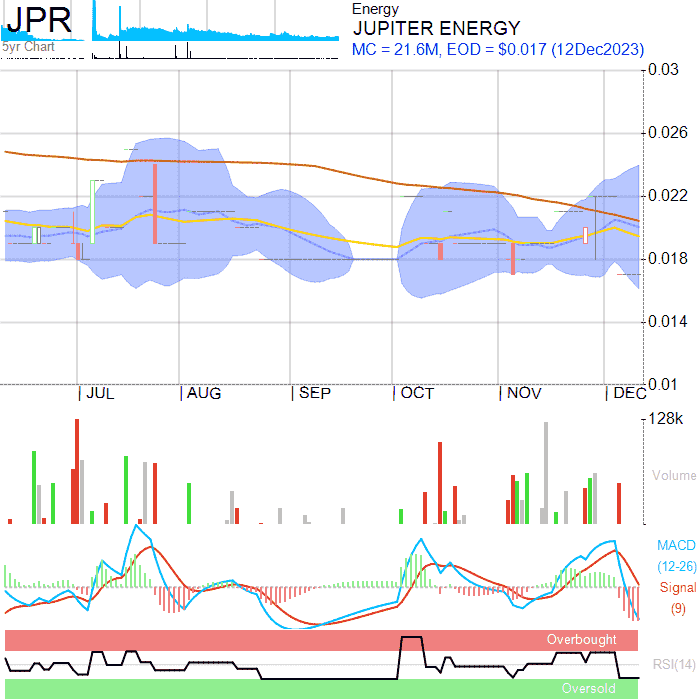 JPR
5yr Chart
Energy
JUPITER ENERGY
MC = 21.6M, EOD = $0.017 (12Dec2023)
0.03
0.026
0.022
0.018
0.014
0.01
JUL AUG SEP OCT NOV DEC
128k
Volume
MACD
(12-26)
Signal
(9)
Overbought
RSI(14)
Oversold